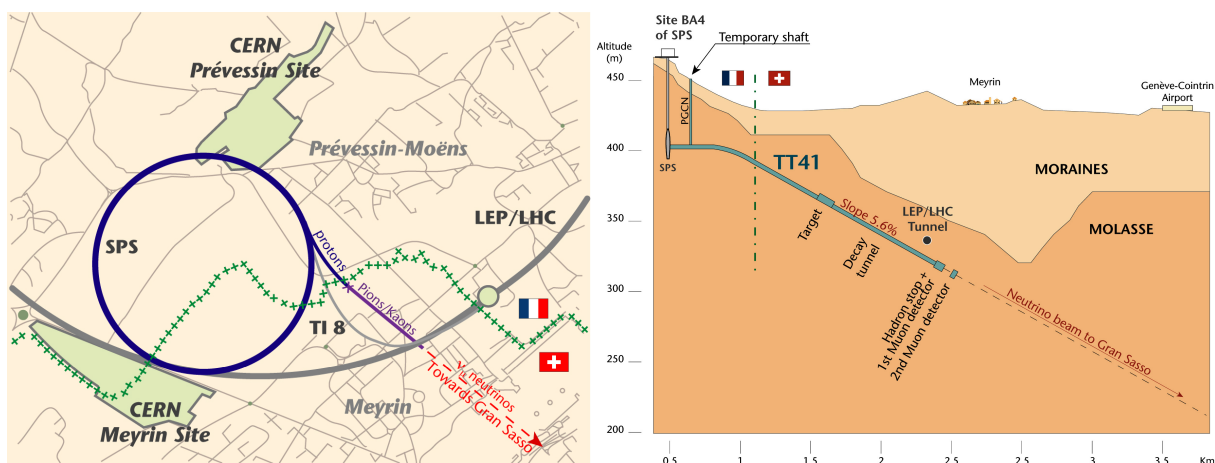 CERN
Prévessin Site
Prévessin-Moëns
SPS
LEP/LHC
protons
Pions/Kaons
TI 8
νμ neutrinos
Towards Gran Sasso
Meyrin
CERN
Meyrin Site
Site BA4
of SPS
Temporary shaft
Altitude
(m)
450
400
350
300
250
200
PGCN
SPS
TT41
Meyrin
Genève-Cointrin
Airport
MORAINES
MOLASSE
Slope 5.6%
LEP/LHC
Tunnel
Target
Decay
tunnel
Hadron stop +
1st Muon detector
2nd Muon detector
Neutrino beam to Gran Sasso
0.5
1
1.5
2
2.5
2.5
3
3.5
Km